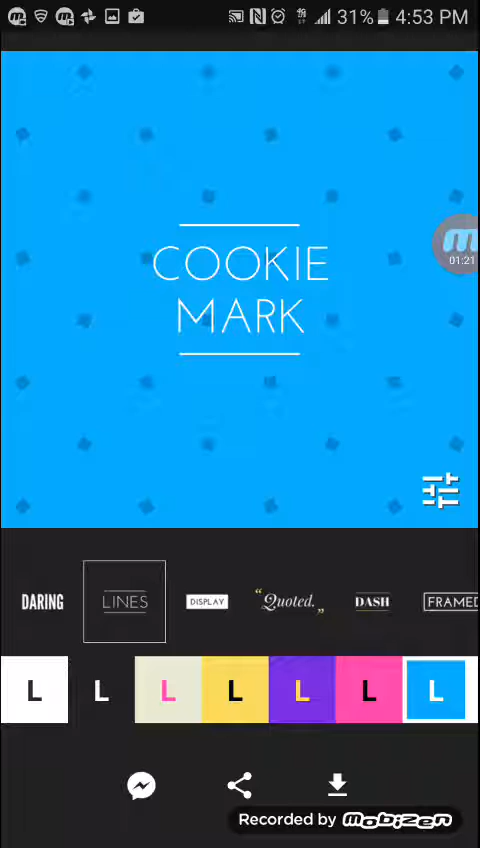 31% 4:53 PM
COOKIE
MARK
m
01:21
DARING
LINES
DISPLAY
“Quoted.”
DASH
FRAMED
L L L L L L L
Recorded by MOBIZEN